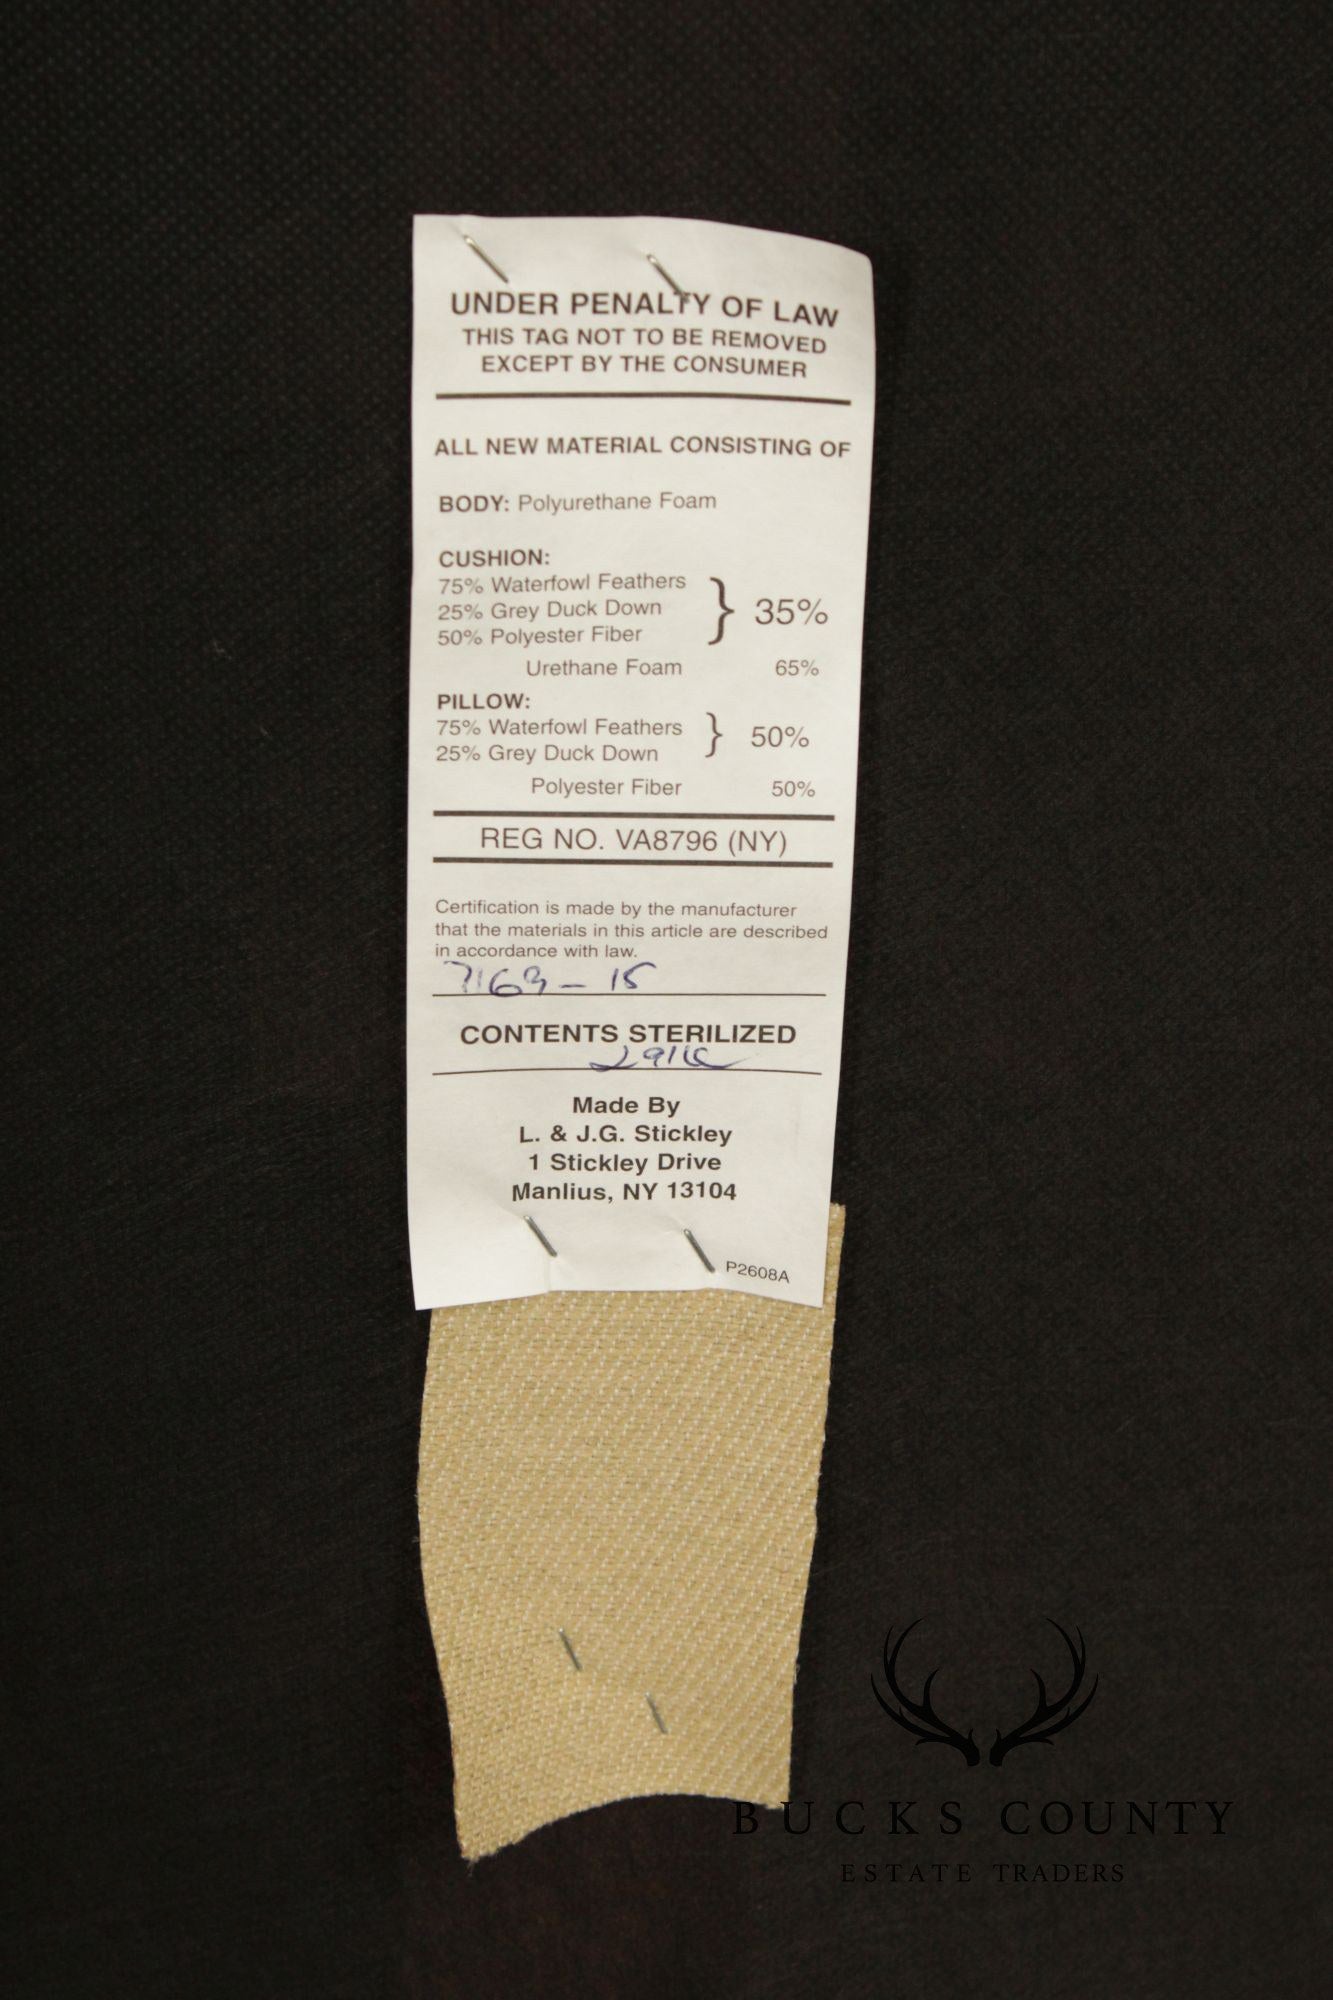 UNDER PENALTY OF LAW
THIS TAG NOT TO BE REMOVED
EXCEPT BY THE CONSUMER
ALL NEW MATERIAL CONSISTING OF
BODY: Polyurethane Foam
CUSHION:
75% Waterfowl Feathers
25% Grey Duck Down
50% Polyester Fiber
} 35%
Urethane Foam 65%
PILLOW:
75% Waterfowl Feathers
25% Grey Duck Down
} 50%
Polyester Fiber 50%
REG NO. VA8796 (NY)
Certification is made by the manufacturer
that the materials in this article are described
in accordance with law.
7169-15
CONTENTS STERILIZED
Made By
L. & J.G. Stickley
1 Stickley Drive
Manlius, NY 13104
P2608A
BUCKS COUNTY
ESTATE TRADERS